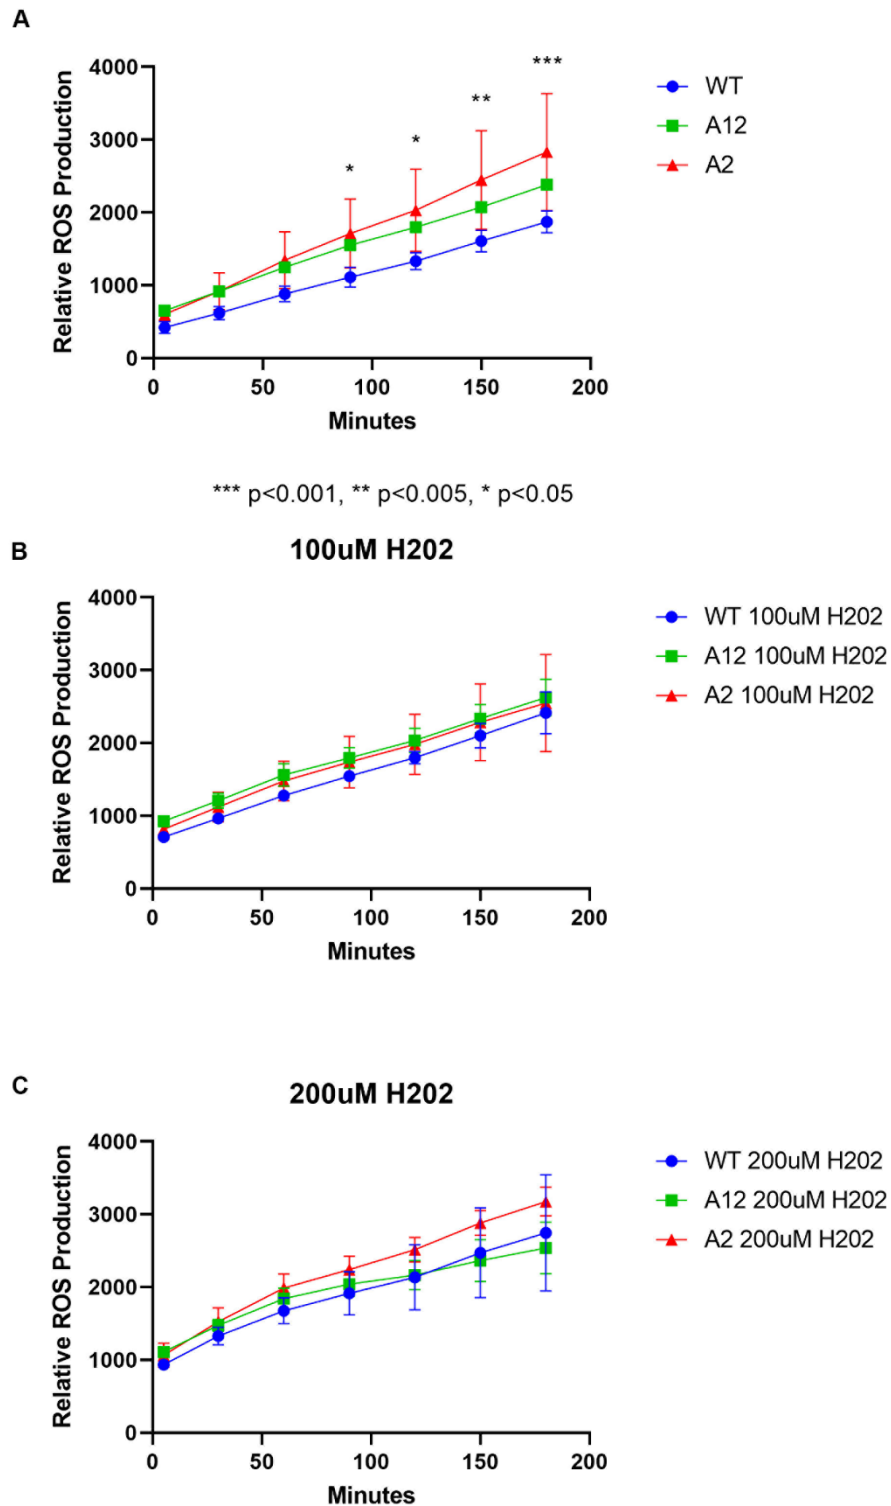 A
4000
3000
2000
1000
0
Relative ROS Production
* * ** ***
0 50 100 150 200
Minutes
WT
A12
A2
*** p<0.001, ** p<0.005, * p<0.05
B
100uM H202
4000
3000
2000
1000
0
Relative ROS Production
0 50 100 150 200
Minutes
WT 100uM H202
A12 100uM H202
A2 100uM H202
C
200uM H202
4000
3000
2000
1000
0
Relative ROS Production
0 50 100 150 200
Minutes
WT 200uM H202
A12 200uM H202
A2 200uM H202